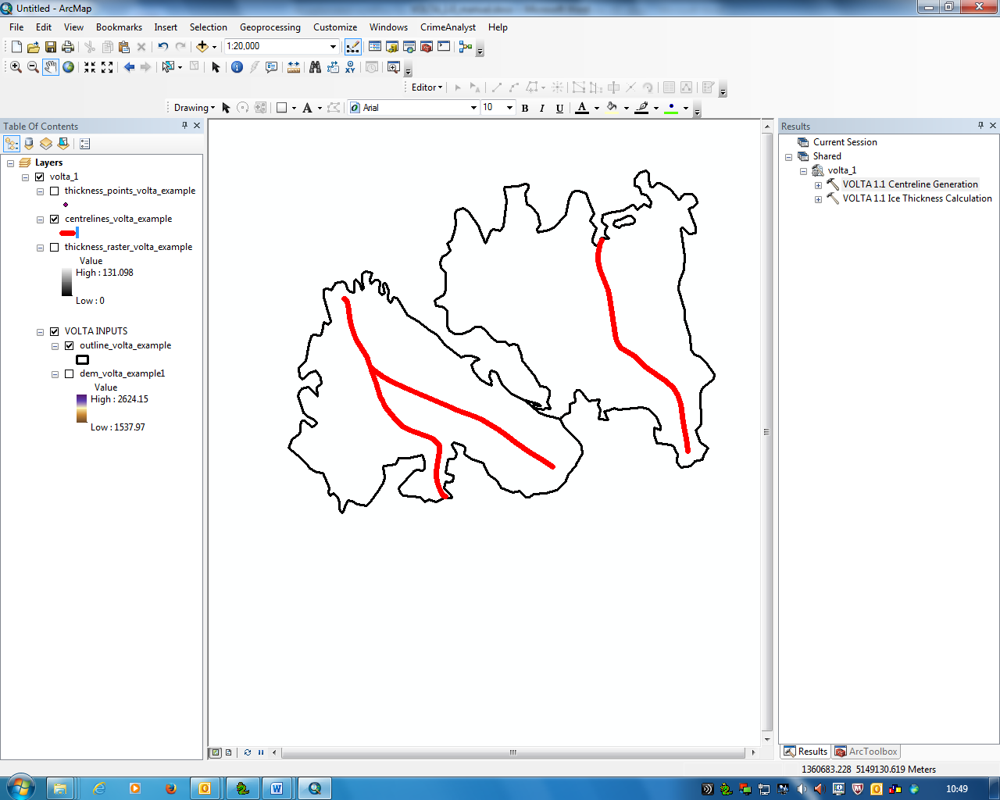 Untitled - ArcMap
File Edit View Bookmarks Insert Selection Geoprocessing Customize Windows CrimeAnalyst Help
1:20,000
XY
Editor
Drawing A Arial 10 B I U A
Table Of Contents
Layers
volta_1
thickness_points_volta_example
centrelines_volta_example
thickness_raster_volta_example
Value
High : 131.098
Low : 0
VOLTA INPUTS
outline_volta_example
dem_volta_example1
Value
High : 2624.15
Low : 1537.97
Results
Current Session
Shared
volta_1
VOLTA 1.1 Centreline Generation
VOLTA 1.1 Ice Thickness Calculation
Results ArcToolbox
1360683.228 5149130.619 Meters
10:49